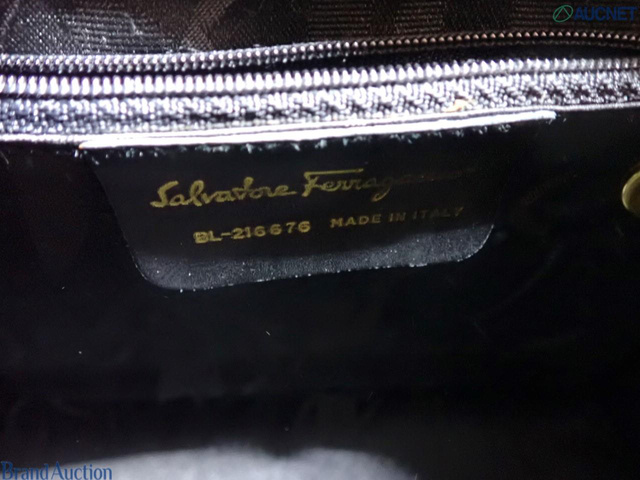 AUCNET
Salvatore Ferragamo
BL-216676 MADE IN ITALY
Brand Auction